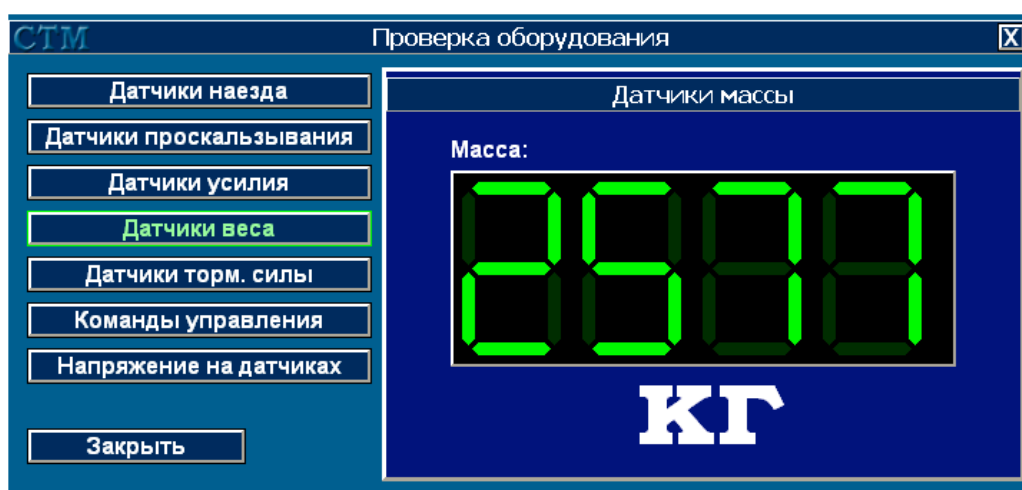 СТМ
Проверка оборудования
X
Датчики наезда
Датчики проскальзывания
Датчики усилия
Датчики веса
Датчики торм. силы
Команды управления
Напряжение на датчиках
Закрыть
Датчики массы
Масса:
2577
кг